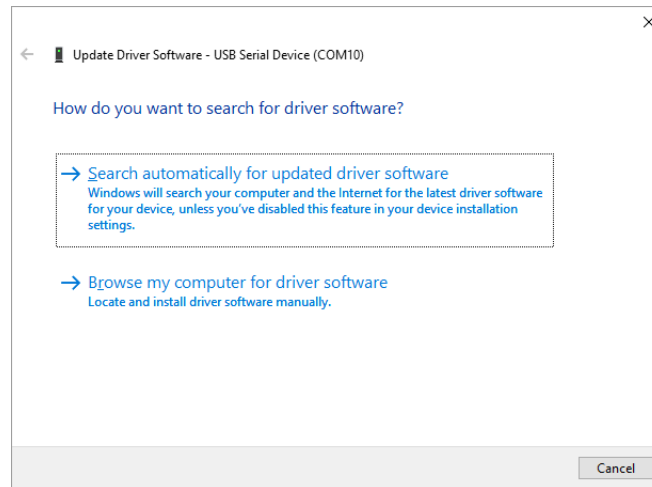 Update Driver Software - USB Serial Device (COM10)
How do you want to search for driver software?
Search automatically for updated driver software
Windows will search your computer and the Internet for the latest driver software
for your device, unless you've disabled this feature in your device installation
settings.
Browse my computer for driver software
Locate and install driver software manually.
Cancel